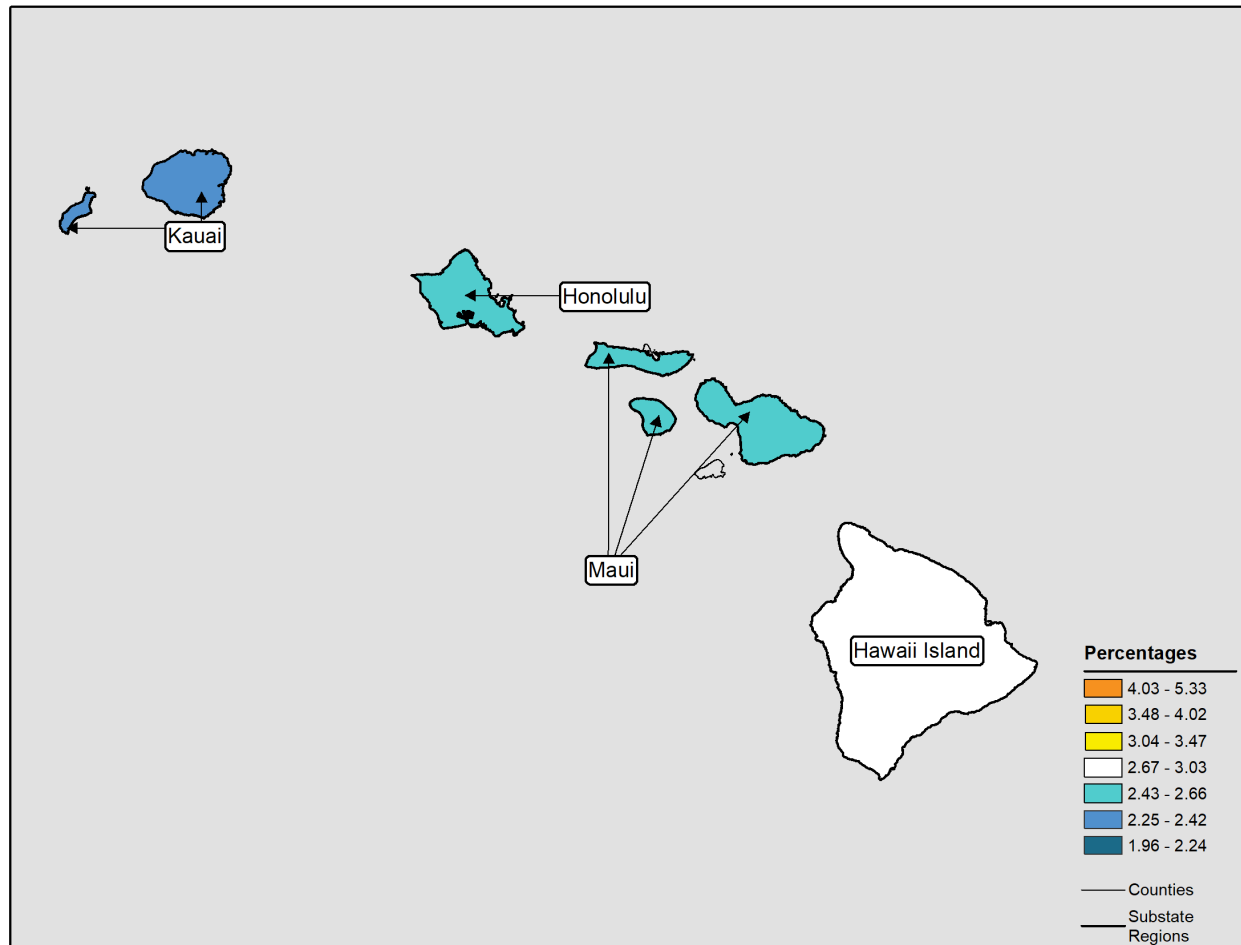 Kauai
Honolulu
Maui
Hawaii Island
Percentages
4.03 - 5.33
3.48 - 4.02
3.04 - 3.47
2.67 - 3.03
2.43 - 2.66
2.25 - 2.42
1.96 - 2.24
Counties
Substate
Regions